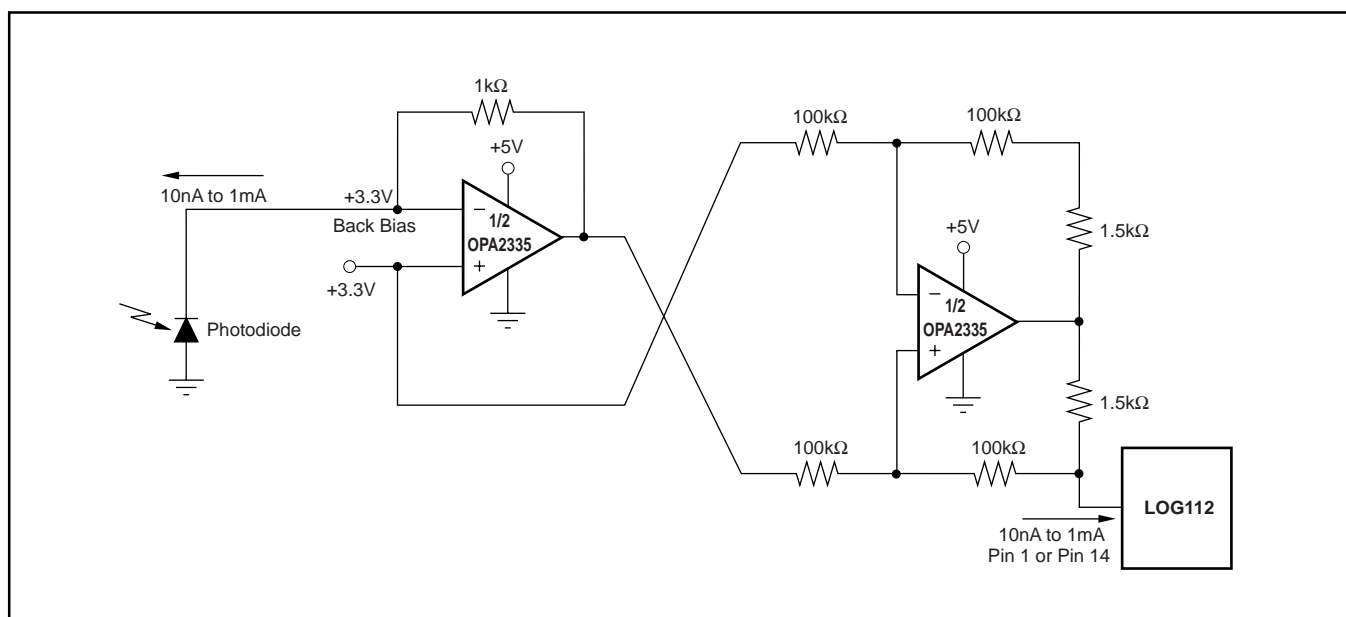 1kΩ
+5V
10nA to 1mA
+3.3V
Back Bias
−
1/2
OPA2335
+
+3.3V
Photodiode
100kΩ
100kΩ
1.5kΩ
+5V
−
1/2
OPA2335
+
1.5kΩ
100kΩ
100kΩ
10nA to 1mA
Pin 1 or Pin 14
LOG112